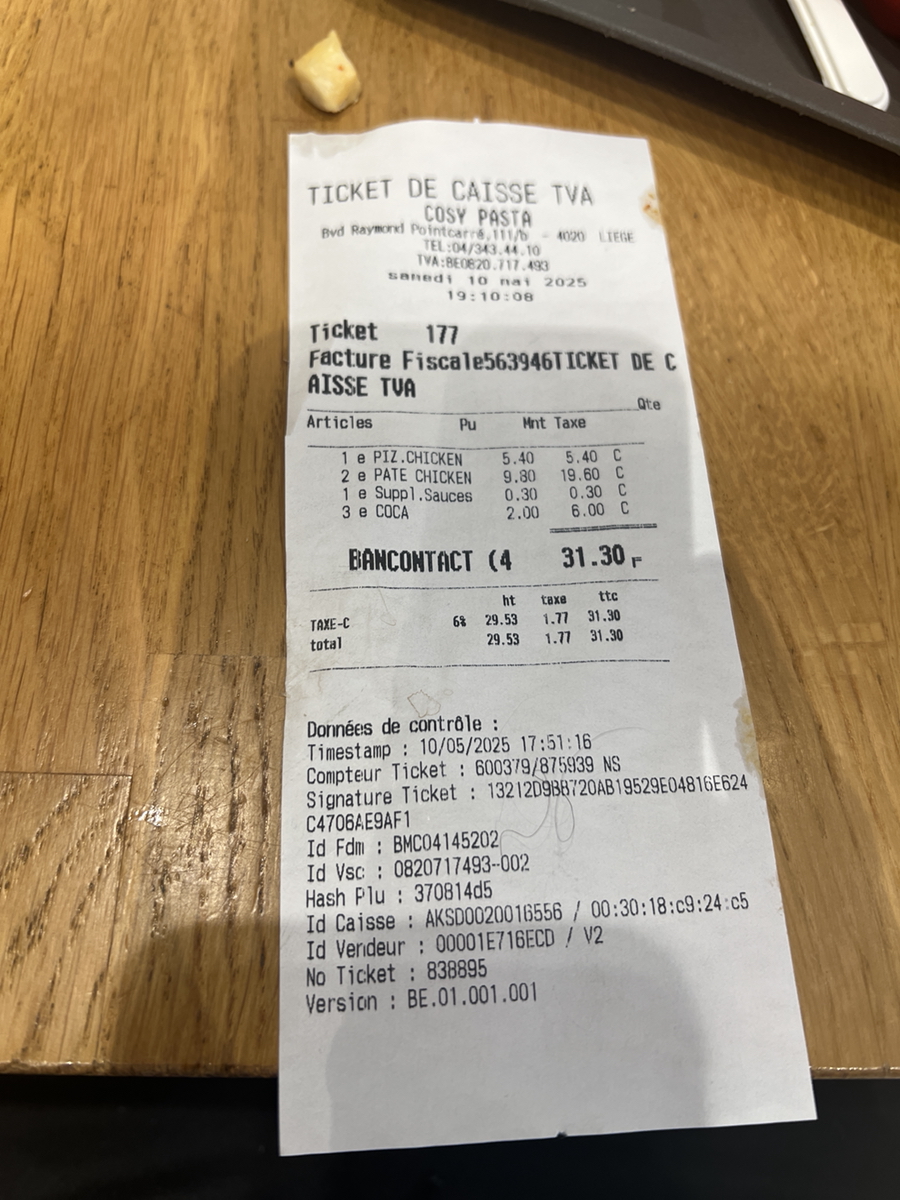 TICKET DE CAISSE TVA
COSY PASTA
Bvd Raymond Pointcarré,111/b - 4020 LIEGE
TEL:04/343.44.10
TVA:BE0820.717.493
samedi 10 mai 2025
19:10:08
Ticket 177
Facture Fiscale563946TICKET DE C
AISSE TVA
Qte
Articles Pu Mnt Taxe
1 e PIZ.CHICKEN 5.40 5.40 C
2 e PATE CHICKEN 9.80 19.60 C
1 e Suppl.Sauces 0.30 0.30 C
3 e COCA 2.00 6.00 C
BANCONTACT (4 31.30
ht taxe ttc
TAXE-C 6% 29.53 1.77 31.30
total 29.53 1.77 31.30
Données de contrôle :
Timestamp : 10/05/2025 17:51:16
Compteur Ticket : 600379/875939 NS
Signature Ticket : 13212D9BB720AB19529E04816E624
C4706AE9AF1
Id Fdm : BMC04145202
Id Vsc : 0820717493-002
Hash Plu : 370814d5
Id Caisse : AKSD0020016556 / 00:30:18:c9:24:c5
Id Vendeur : 00001E716ECD / V2
No Ticket : 838895
Version : BE.01.001.001